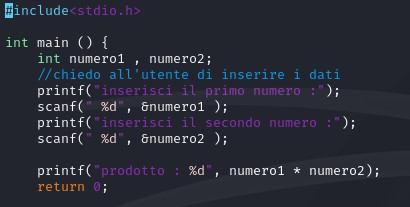 #include<stdio.h>
int main () {
int numero1 , numero2;
//chiedo all'utente di inserire i dati
printf("inserisci il primo numero :");
scanf(" %d", &numero1 );
printf("inserisci il secondo numero :");
scanf(" %d", &numero2 );
printf("prodotto : %d", numero1 * numero2);
return 0;